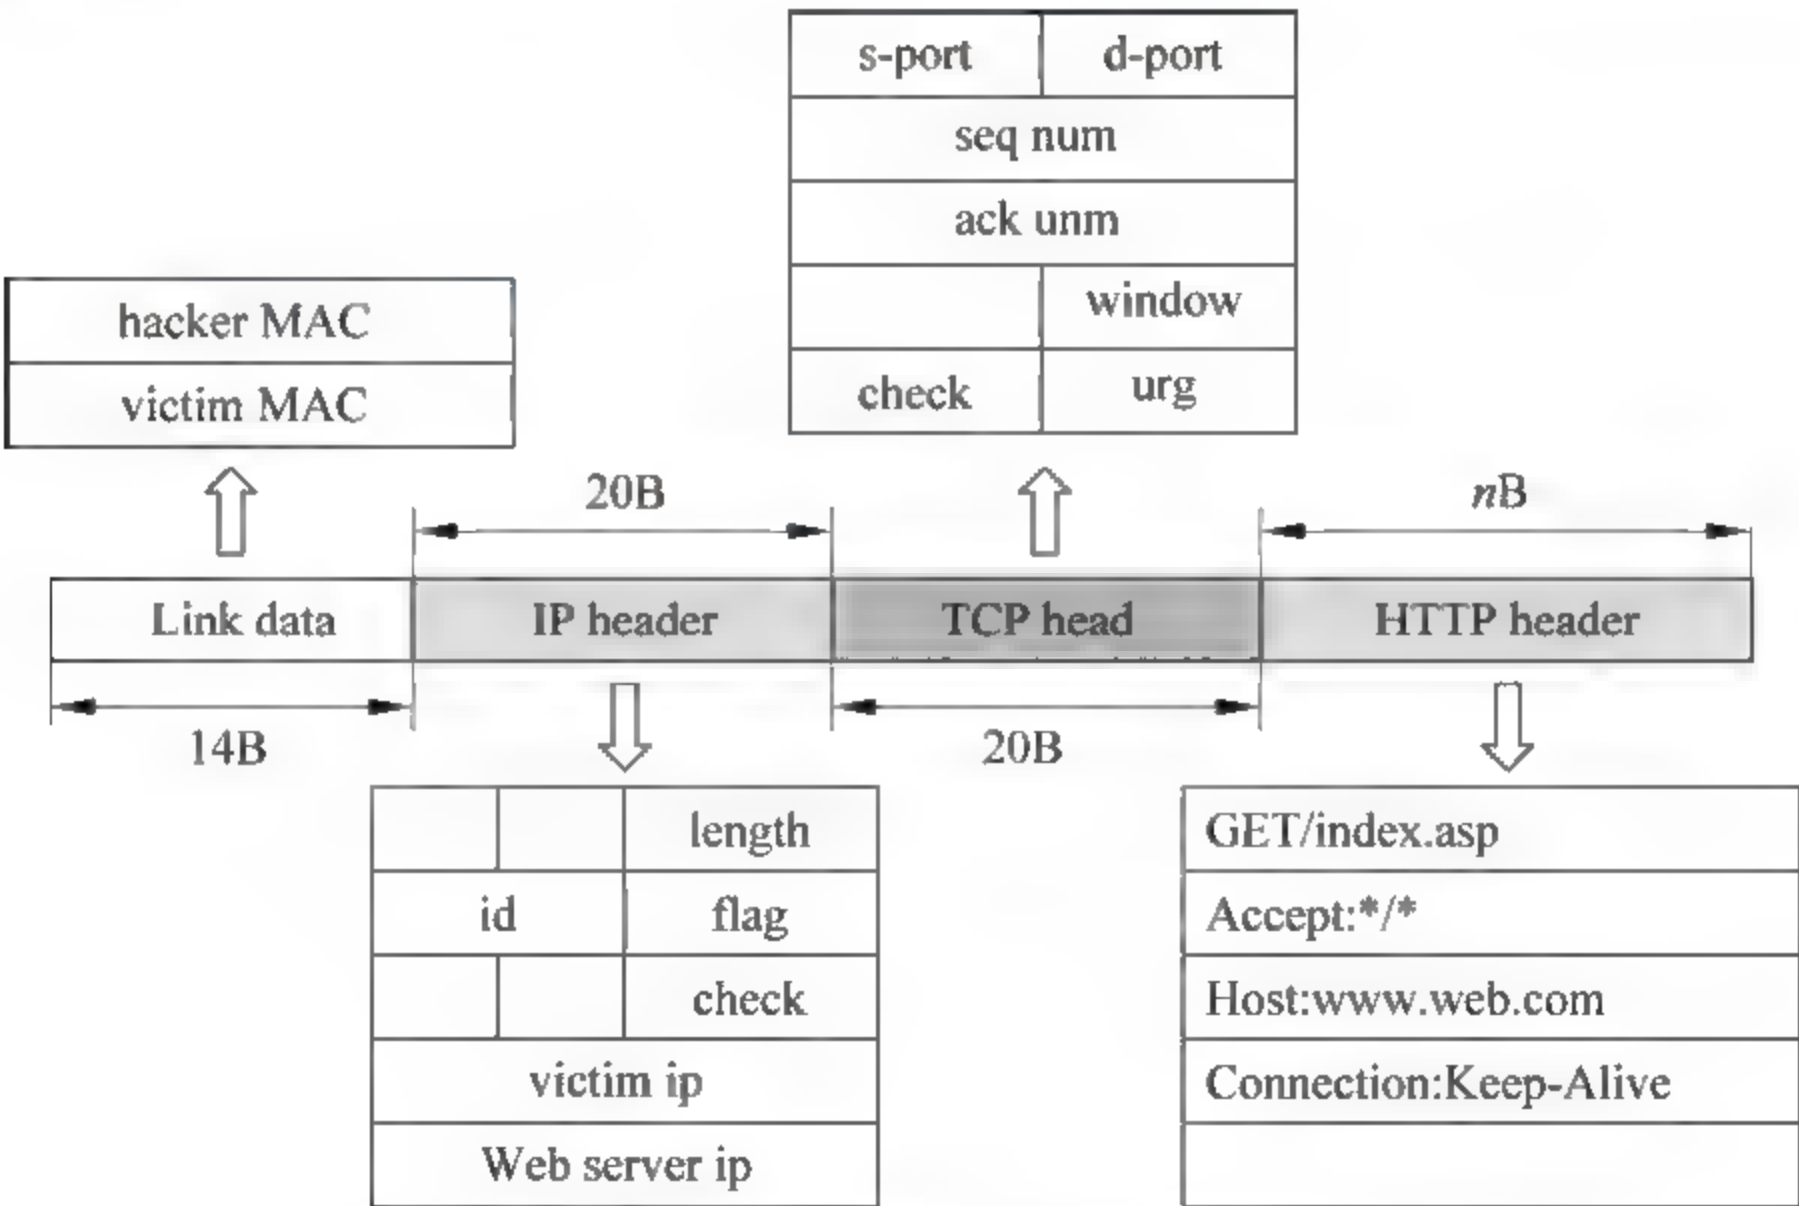 s-port d-port
seq num
ack unm
window
check urg
hacker MAC
victim MAC
20B nB
Link data IP header TCP head HTTP header
14B 20B
length
id flag
check
victim ip
Web server ip
GET/index.asp
Accept:*/*
Host:www.web.com
Connection:Keep-Alive